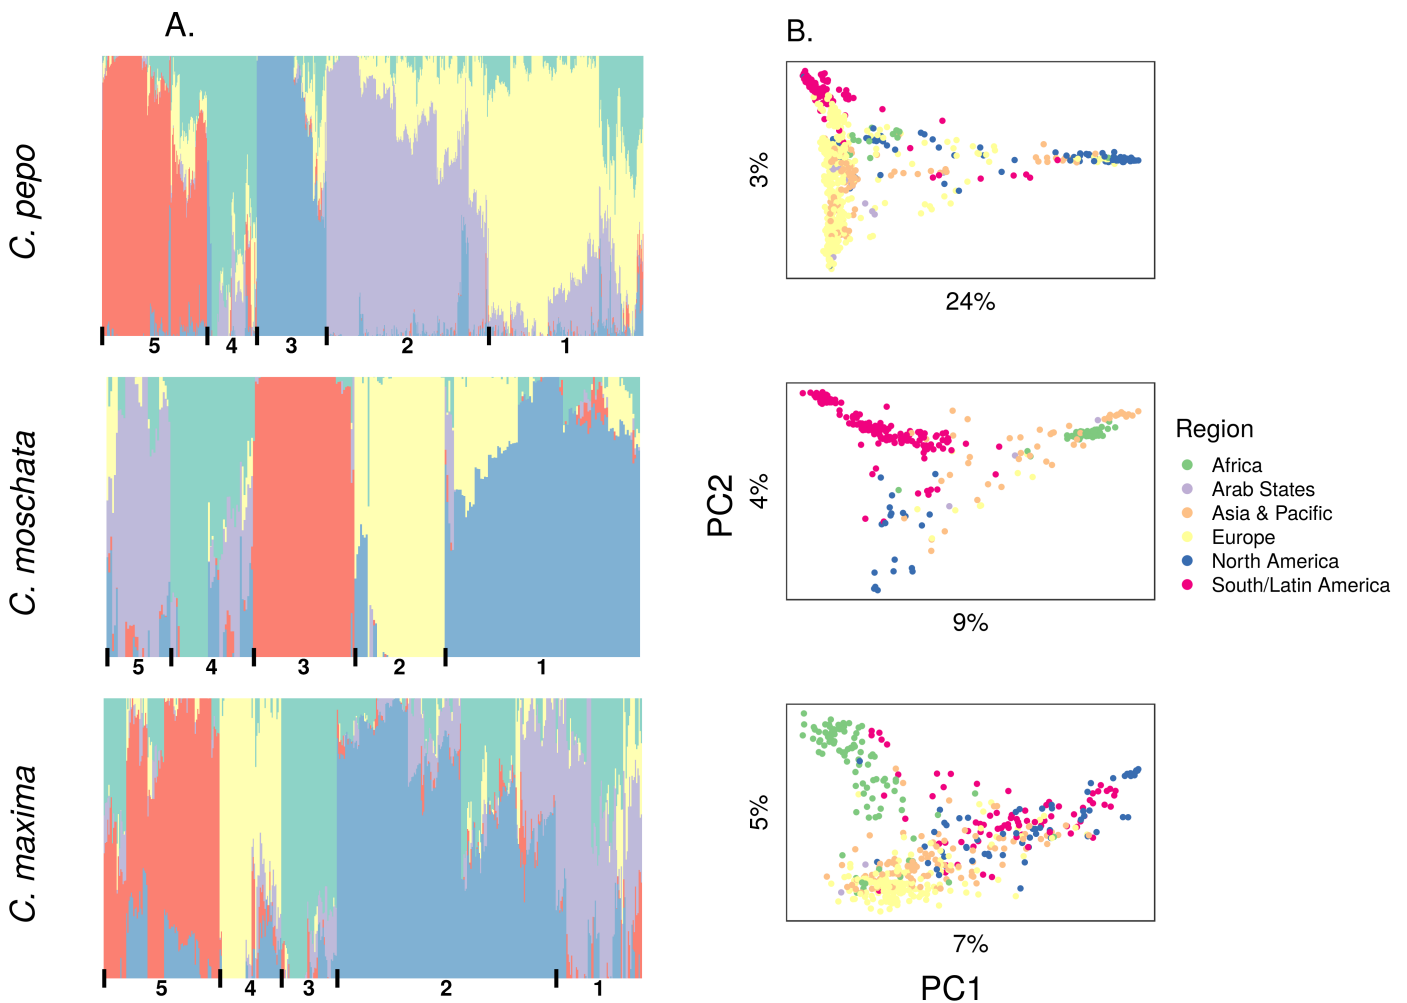 A.
B.
C. pepo
5 4 3 2 1
3%
24%
C. moschata
5 4 3 2 1
PC2
4%
9%
Region
Africa
Arab States
Asia & Pacific
Europe
North America
South/Latin America
C. maxima
5 4 3 2 1
5%
7%
PC1